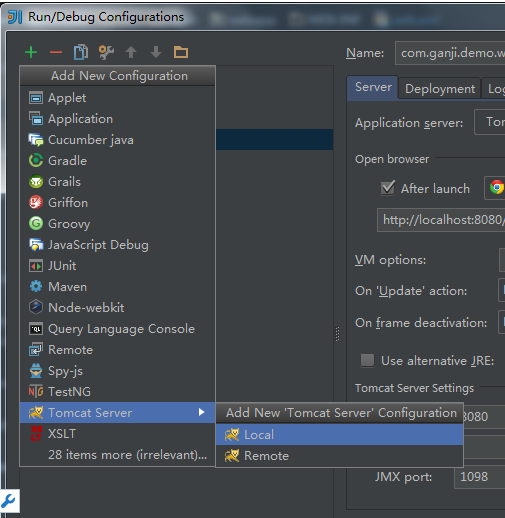 Run/Debug Configurations
Add New Configuration
Applet
Application
Cucumber java
Gradle
Grails
Griffon
Groovy
JavaScript Debug
JUnit
Maven
Node-webkit
Query Language Console
Remote
Spy-js
TestNG
Tomcat Server
XSLT
28 items more (irrelevant)...
Add New 'Tomcat Server' Configuration
Local
Remote
Name: com.ganji.demo.w
Server Deployment Log
Application server: Tom
Open browser
After launch
http://localhost:8080/
VM options:
On 'Update' action:
On frame deactivation:
Use alternative JRE:
Tomcat Server Settings
8080
JMX port: 1098